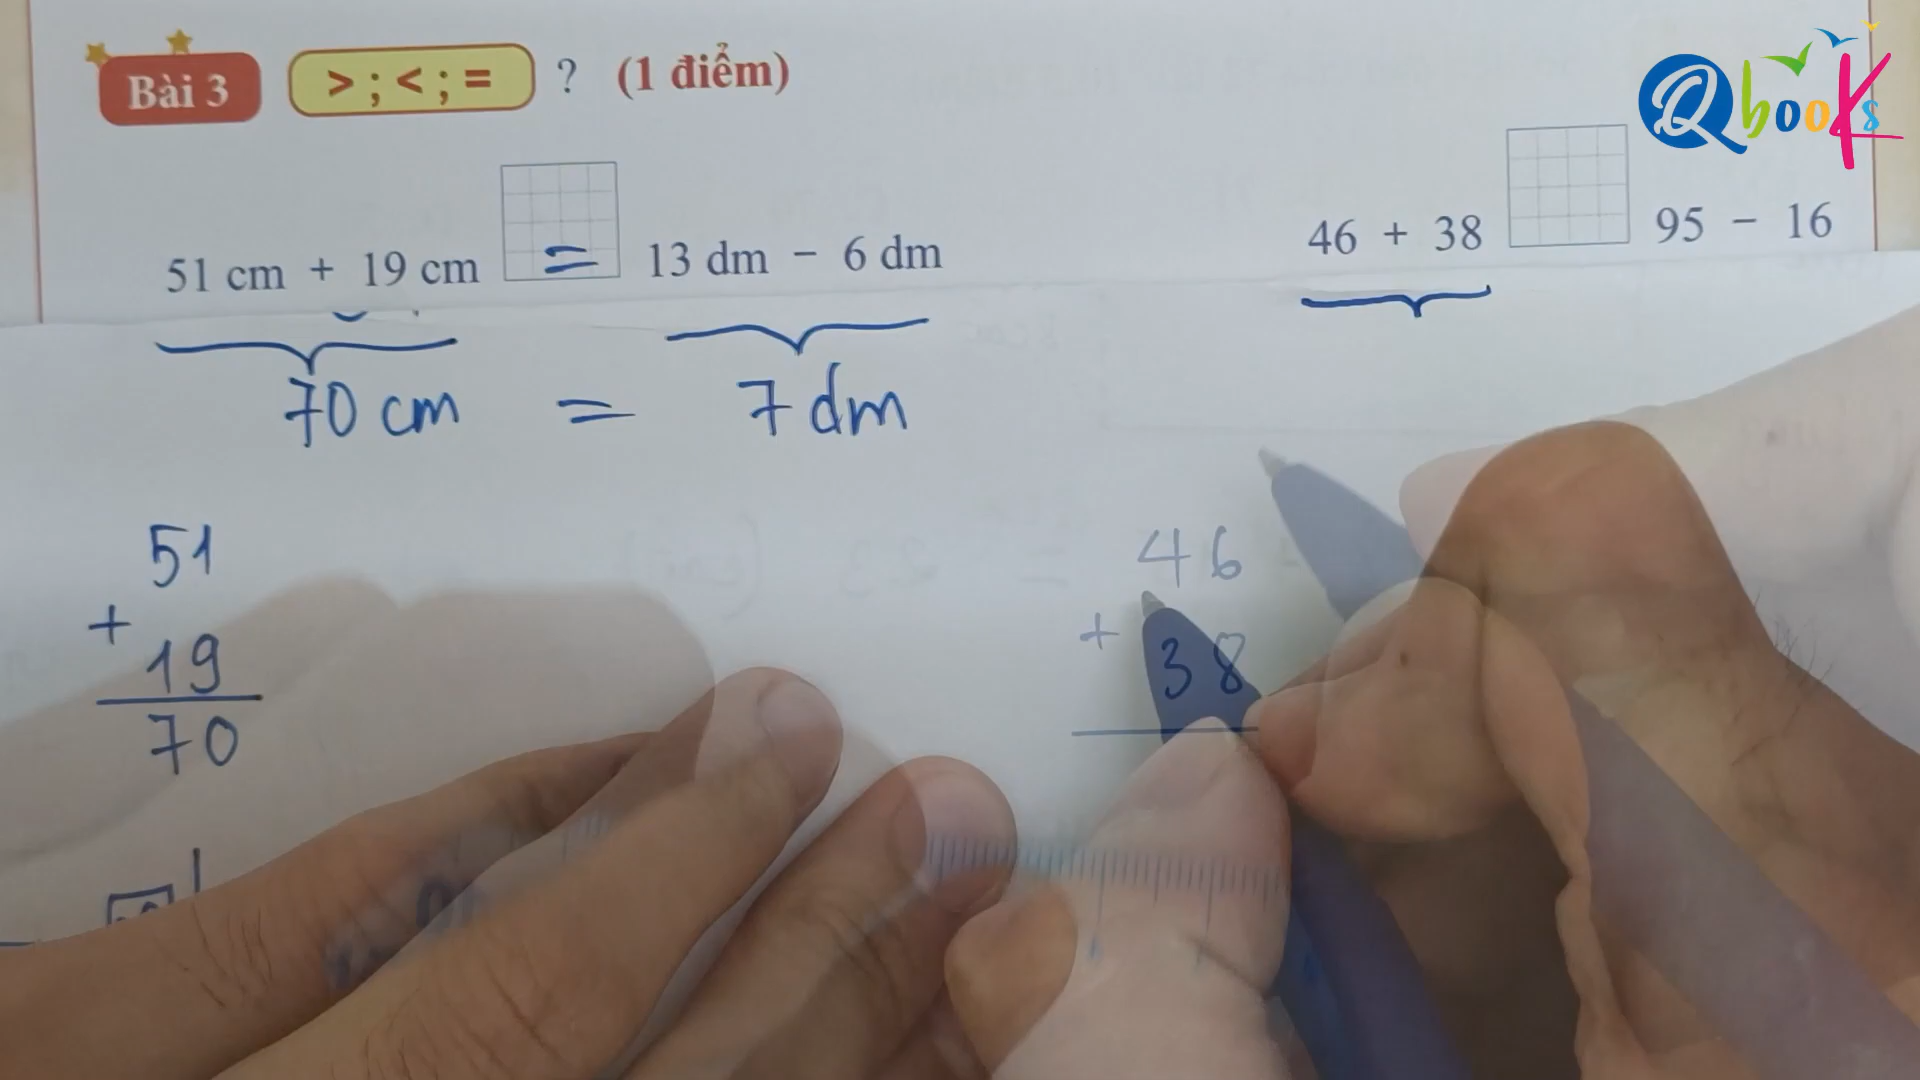 Bài 3 > ; < ; = ? (1 điểm)
Qbooks
51 cm + 19 cm = 13 dm - 6 dm
46 + 38 95 - 16
70 cm = 7 dm
51
+
19
70
46
+
38